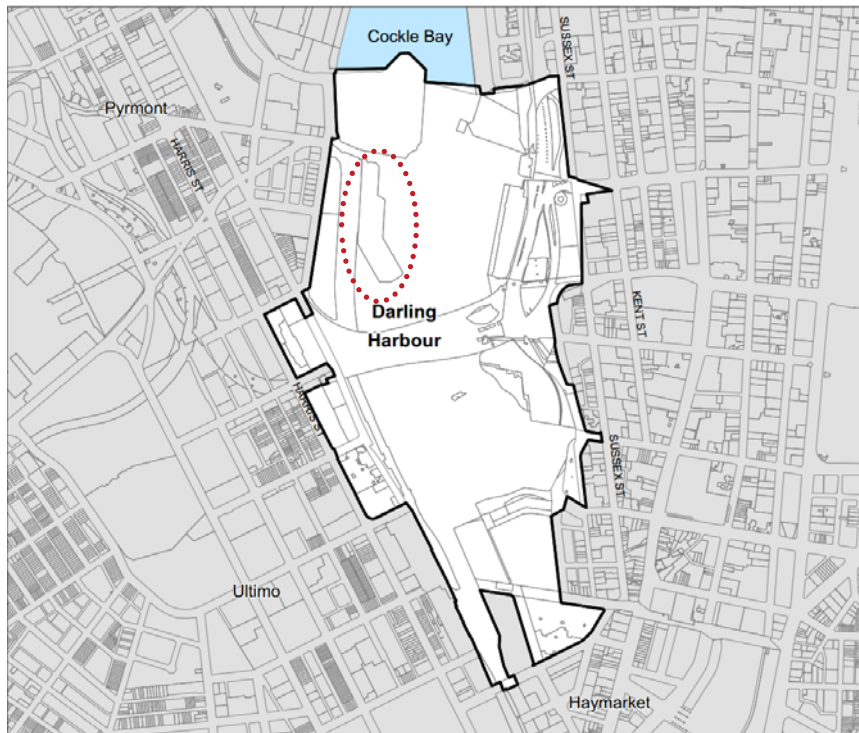 Cockle Bay
SUSSEX ST
Pyrmont
HARRIS ST
KENT ST
Darling
Harbour
HARRIS ST
SUSSEX ST
Ultimo
Haymarket